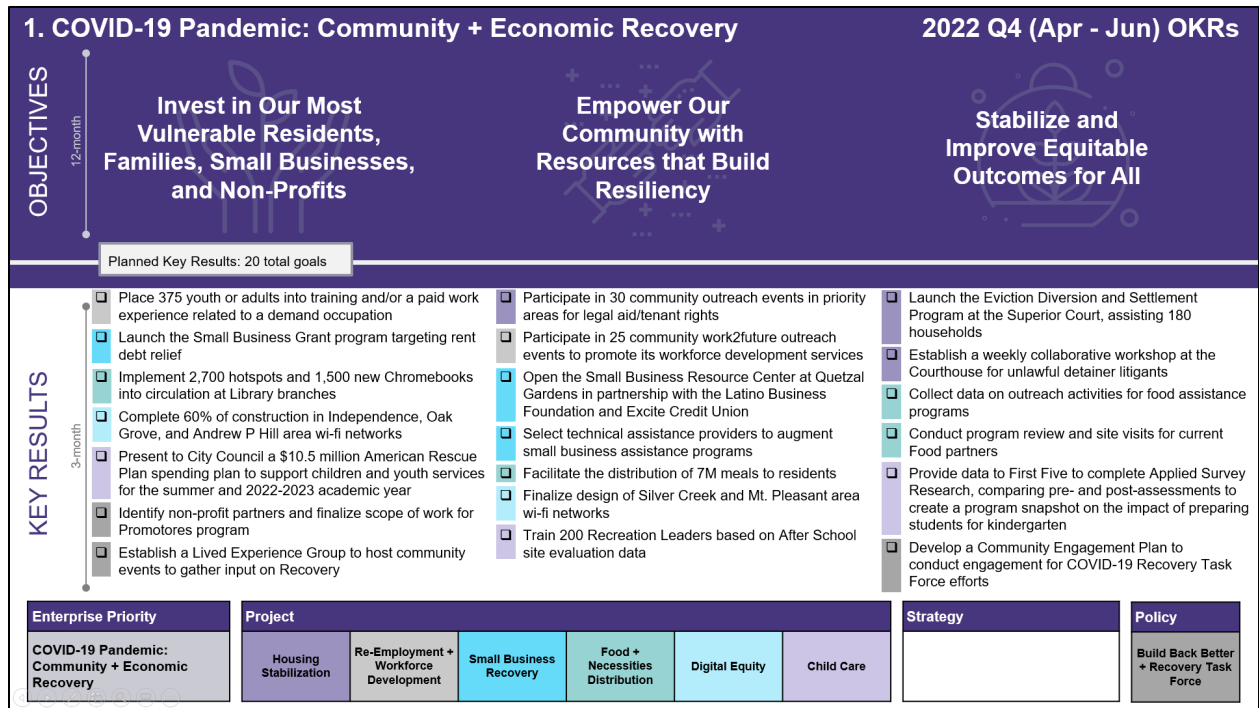 1. COVID-19 Pandemic: Community + Economic Recovery
2022 Q4 (Apr - Jun) OKRs
OBJECTIVES
12-month
Invest in Our Most
Vulnerable Residents,
Families, Small Businesses,
and Non-Profits
Empower Our
Community with
Resources that Build
Resiliency
Stabilize and
Improve Equitable
Outcomes for All
Planned Key Results: 20 total goals
KEY RESULTS
3-month
Place 375 youth or adults into training and/or a paid work
experience related to a demand occupation
Launch the Small Business Grant program targeting rent
debt relief
Implement 2,700 hotspots and 1,500 new Chromebooks
into circulation at Library branches
Complete 60% of construction in Independence, Oak
Grove, and Andrew P Hill area wi-fi networks
Present to City Council a $10.5 million American Rescue
Plan spending plan to support children and youth services
for the summer and 2022-2023 academic year
Identify non-profit partners and finalize scope of work for
Promotores program
Establish a Lived Experience Group to host community
events to gather input on Recovery
Participate in 30 community outreach events in priority
areas for legal aid/tenant rights
Participate in 25 community work2future outreach
events to promote its workforce development services
Open the Small Business Resource Center at Quetzal
Gardens in partnership with the Latino Business
Foundation and Excite Credit Union
Select technical assistance providers to augment
small business assistance programs
Facilitate the distribution of 7M meals to residents
Finalize design of Silver Creek and Mt. Pleasant area
wi-fi networks
Train 200 Recreation Leaders based on After School
site evaluation data
Launch the Eviction Diversion and Settlement
Program at the Superior Court, assisting 180
households
Establish a weekly collaborative workshop at the
Courthouse for unlawful detainer litigants
Collect data on outreach activities for food assistance
programs
Conduct program review and site visits for current
Food partners
Provide data to First Five to complete Applied Survey
Research, comparing pre- and post-assessments to
create a program snapshot on the impact of preparing
students for kindergarten
Develop a Community Engagement Plan to
conduct engagement for COVID-19 Recovery Task
Force efforts
Enterprise Priority
COVID-19 Pandemic:
Community + Economic
Recovery
Project
Housing
Stabilization
Re-Employment +
Workforce
Development
Small Business
Recovery
Food +
Necessities
Distribution
Digital Equity
Child Care
Strategy
Policy
Build Back Better
+ Recovery Task
Force